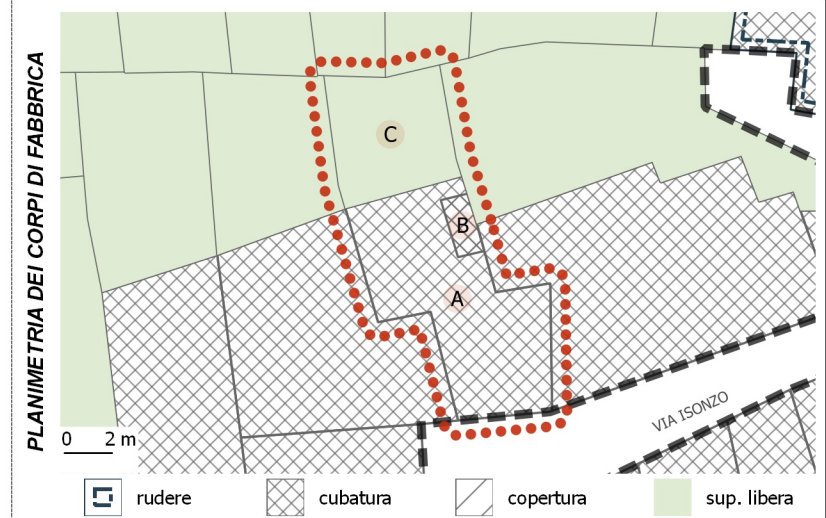 PLANIMETRIA DEI CORPI DI FABBRICA
C
B
A
VIA ISONZO
0 2 m
rudere
cubatura
copertura
sup. libera